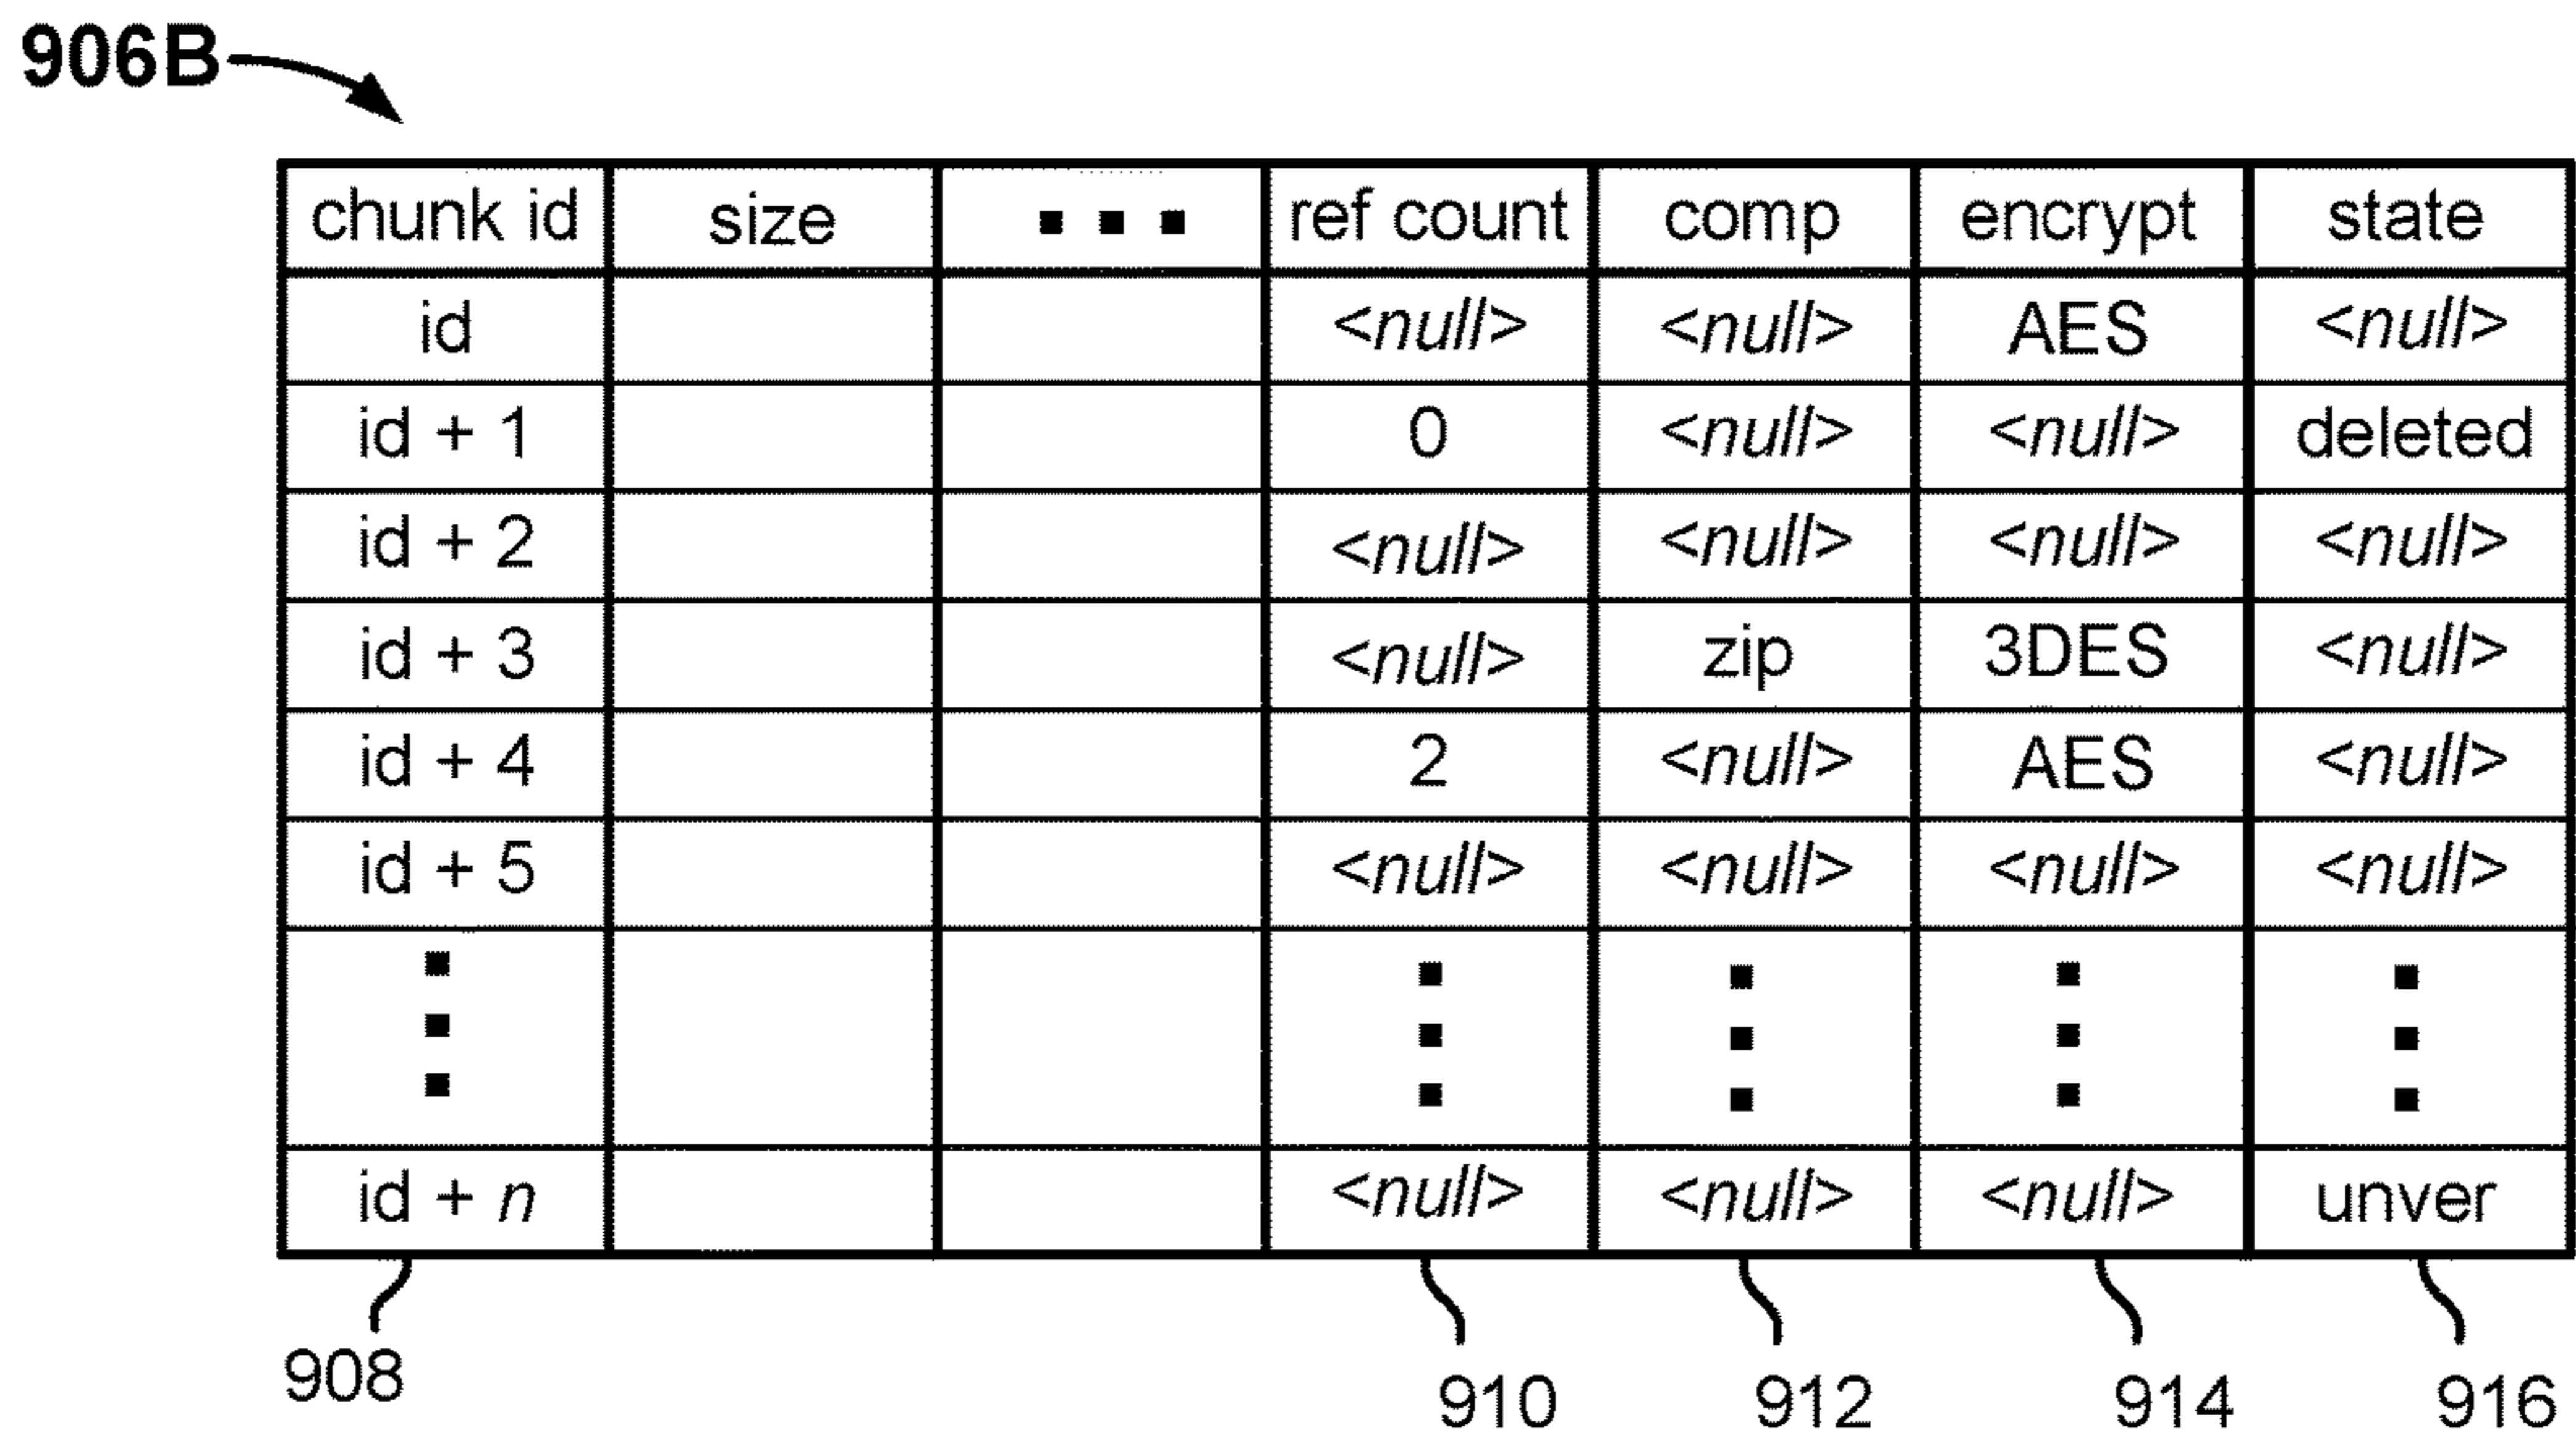 906B
chunk id size ▪ ▪ ▪ ref count comp encrypt state
id <null> <null> AES <null>
id + 1 0 <null> <null> deleted
id + 2 <null> <null> <null> <null>
id + 3 <null> zip 3DES <null>
id + 4 2 <null> AES <null>
id + 5 <null> <null> <null> <null>
id + n <null> <null> <null> unver
908 910 912 914 916